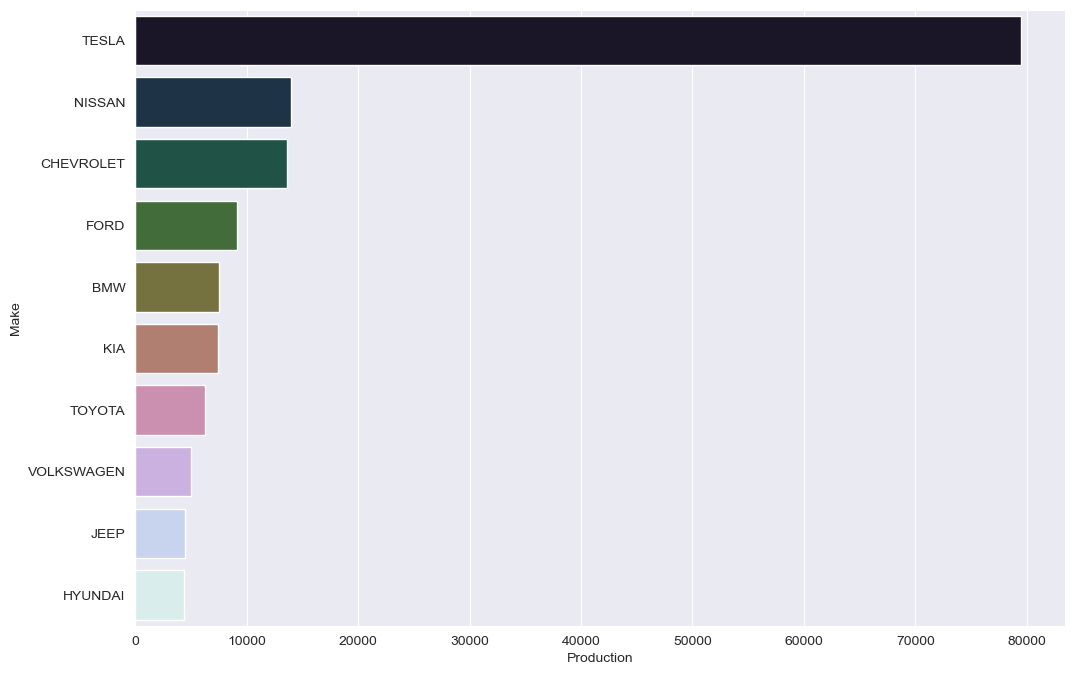 TESLA
NISSAN
CHEVROLET
FORD
BMW
KIA
TOYOTA
VOLKSWAGEN
JEEP
HYUNDAI
Make
0 10000 20000 30000 40000 50000 60000 70000 80000
Production